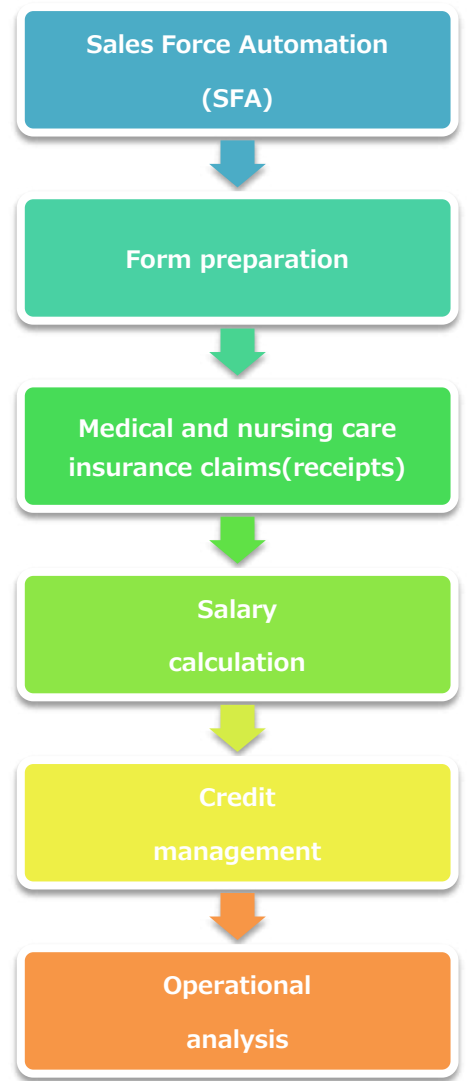 Sales Force Automation
(SFA)
Form preparation
Medical and nursing care
insurance claims(receipts)
Salary
calculation
Credit
management
Operational
analysis